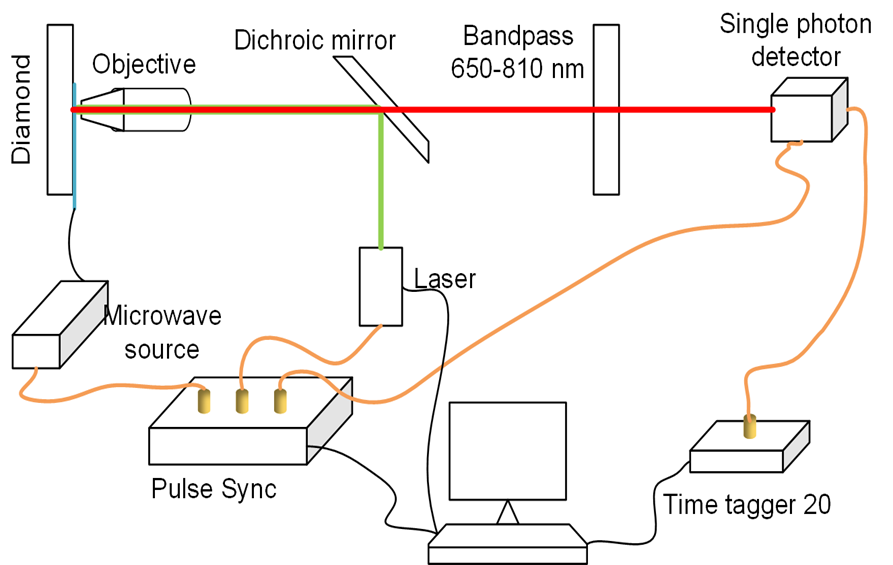 Single photon
detector
Dichroic mirror
Bandpass
650-810 nm
Objective
Diamond
Laser
Microwave
source
Pulse Sync
Time tagger 20